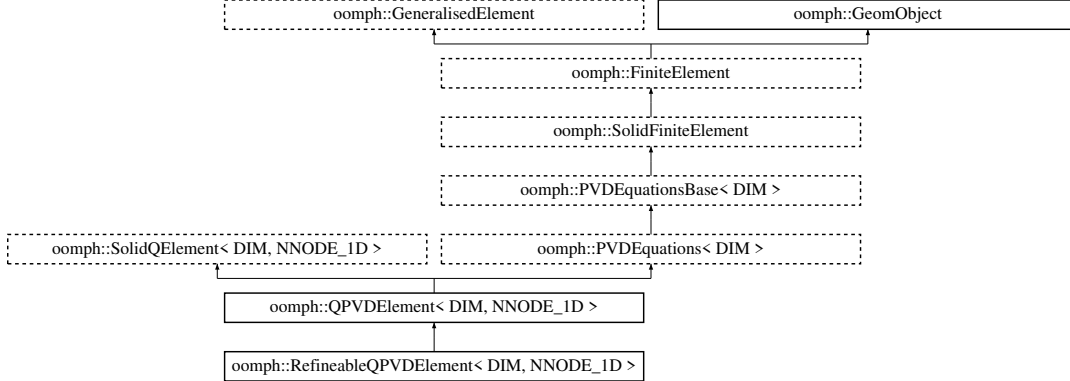 oomph::GeneralisedElement
oomph::GeomObject
oomph::FiniteElement
oomph::SolidFiniteElement
oomph::PVDEquationsBase< DIM >
oomph::SolidQElement< DIM, NNODE_1D >
oomph::PVDEquations< DIM >
oomph::QPVDElement< DIM, NNODE_1D >
oomph::RefineableQPVDElement< DIM, NNODE_1D >